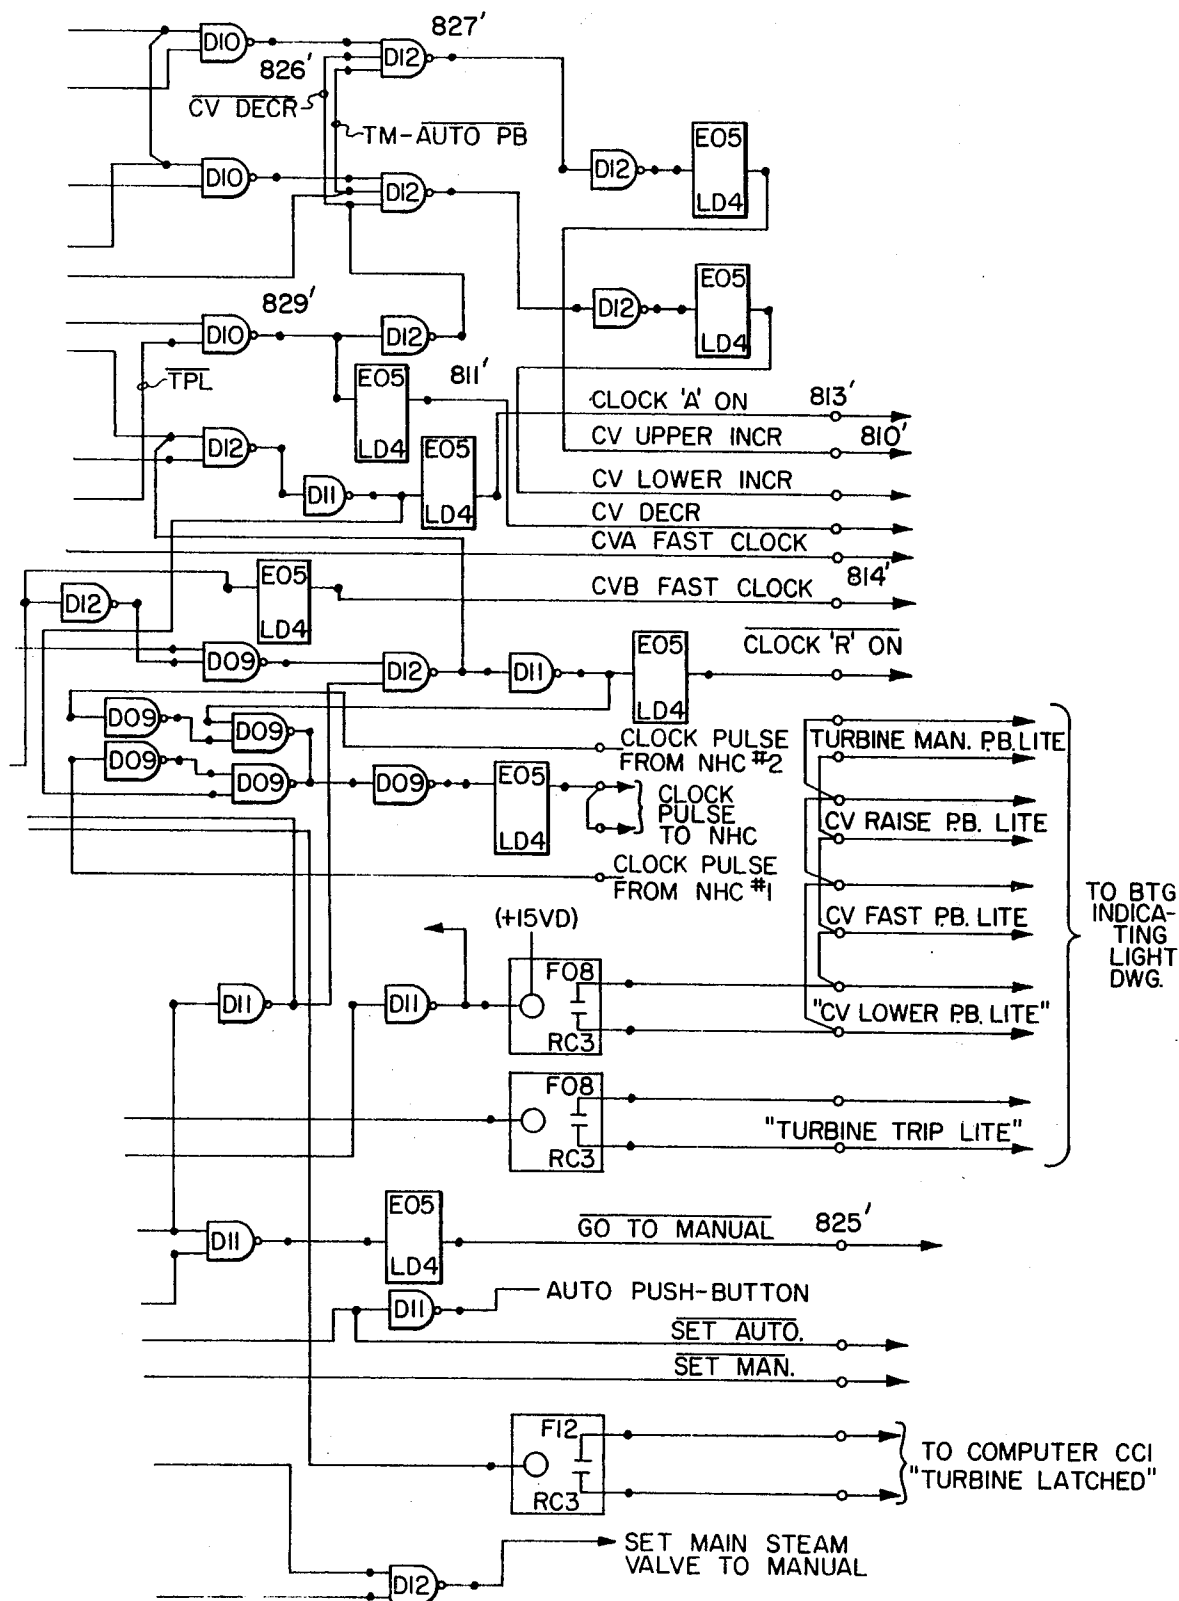 827'
D10
D12
826'
CV DECR
TM-AUTO PB
D12
E05
LD4
D10
D12
E05
829'
D12
LD4
D10
D12
TPL
E05
811'
LD4
CLOCK 'A' ON 813'
D12
E05
CV UPPER INCR 810'
D11
LD4
CV LOWER INCR
CV DECR
CVA FAST CLOCK
814'
E05
CVB FAST CLOCK
D12
LD4
CLOCK 'R' ON
D09
D12
D11
E05
LD4
D09
D09
D09
D09
D09
E05
LD4
CLOCK PULSE
FROM NHC #2
CLOCK
PULSE
TO NHC
CLOCK PULSE
FROM NHC #1
TURBINE MAN. P.B. LITE
CV RAISE P.B. LITE
CV FAST P.B. LITE
"CV LOWER P.B. LITE"
TO BTG
INDICA-
TING
LIGHT
DWG.
(+15VD)
D11
D11
F08
RC3
F08
RC3
"TURBINE TRIP LITE"
D11
E05
LD4
GO TO MANUAL 825'
D11
AUTO PUSH-BUTTON
SET AUTO.
SET MAN.
F12
RC3
TO COMPUTER CCI
"TURBINE LATCHED"
D12
SET MAIN STEAM
VALVE TO MANUAL